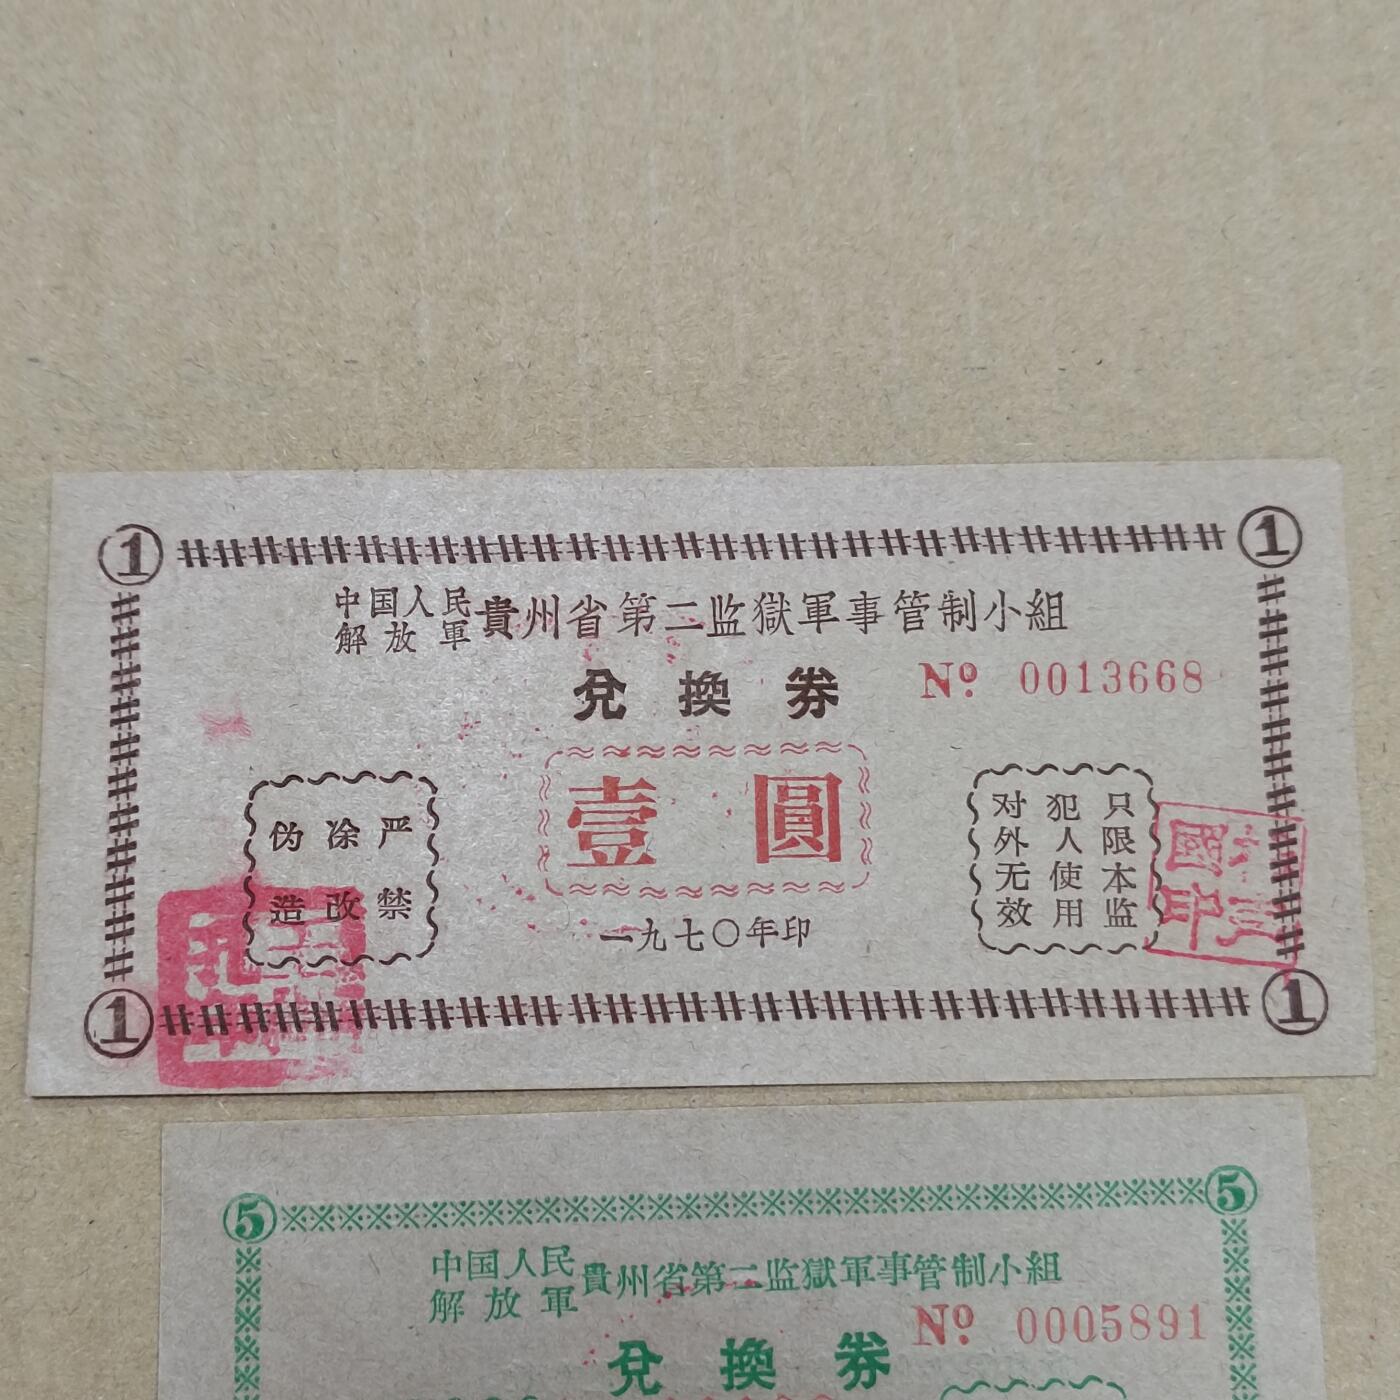 ① ①
中国人民
解放軍
貴州省第二监獄軍事管制小組
兌換券
№ 0013668
壹圓
严禁
涂改
伪造
只限本监
犯人使用
对外无效
一九七〇年印
① ①
⑤ ⑤
中国人民
解放軍
貴州省第二监獄軍事管制小組
№ 0005891
兌換券